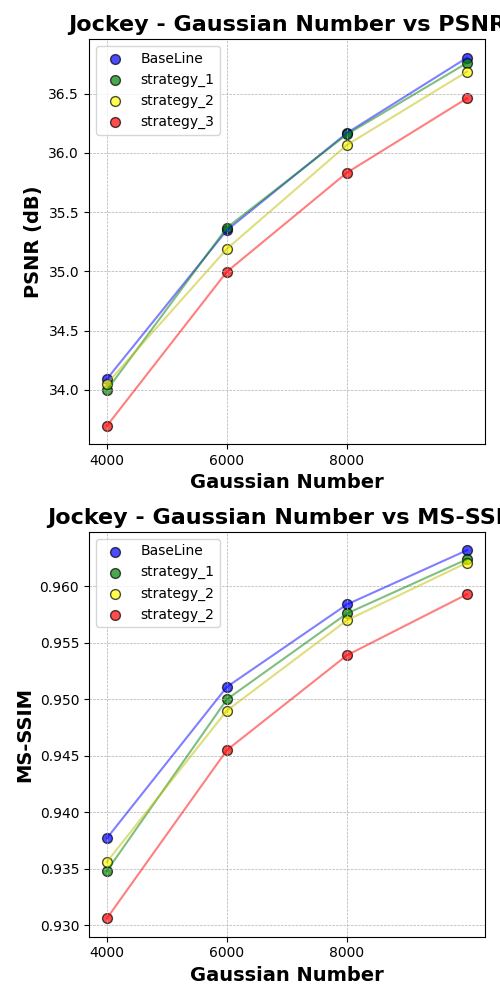 Jockey - Gaussian Number vs PSNR
BaseLine
strategy_1
strategy_2
strategy_3
36.5
36.0
35.5
35.0
34.5
34.0
PSNR (dB)
4000 6000 8000
Gaussian Number
Jockey - Gaussian Number vs MS-SSI
BaseLine
strategy_1
strategy_2
strategy_2
0.960
0.955
0.950
0.945
0.940
0.935
0.930
MS-SSIM
4000 6000 8000
Gaussian Number